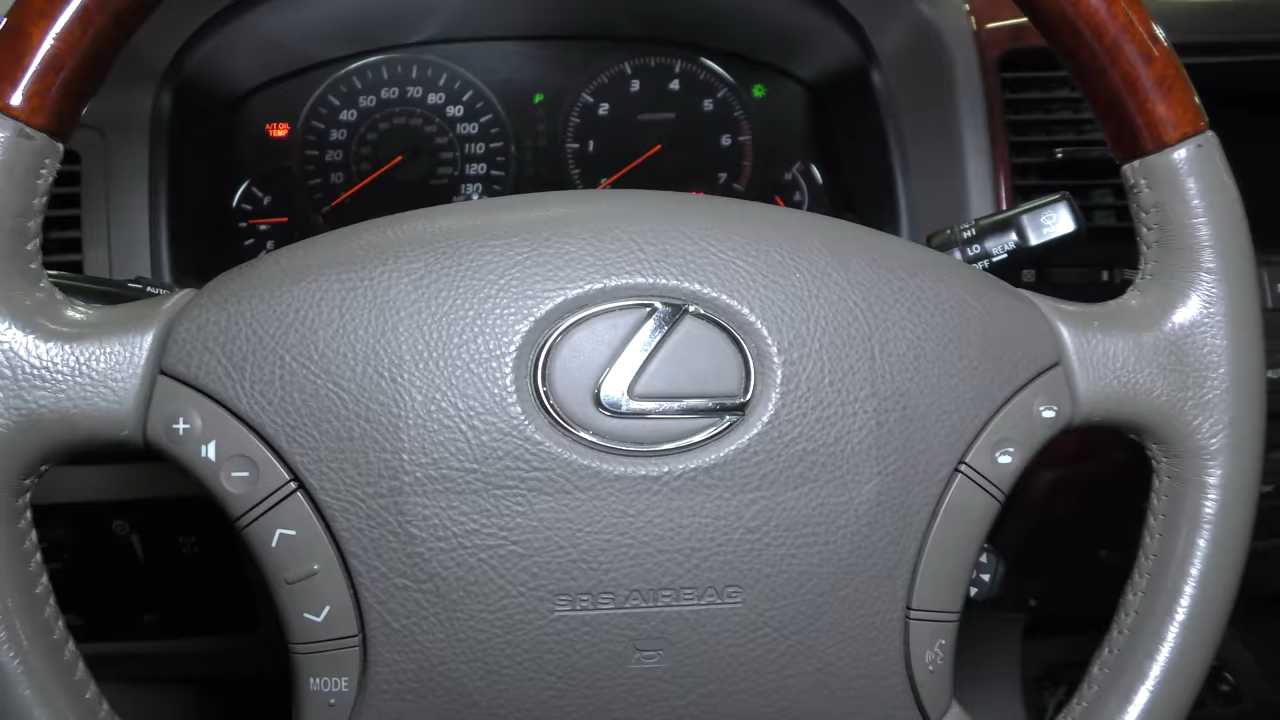 A/T OIL
TEMP
10
20
30
40
50
60
70
80
90
100
110
120
130
P
1
2
3
4
5
6
7
F
E
H
AUTO
HI
LO
OFF
REAR
+
−
SRS AIRBAG
MODE